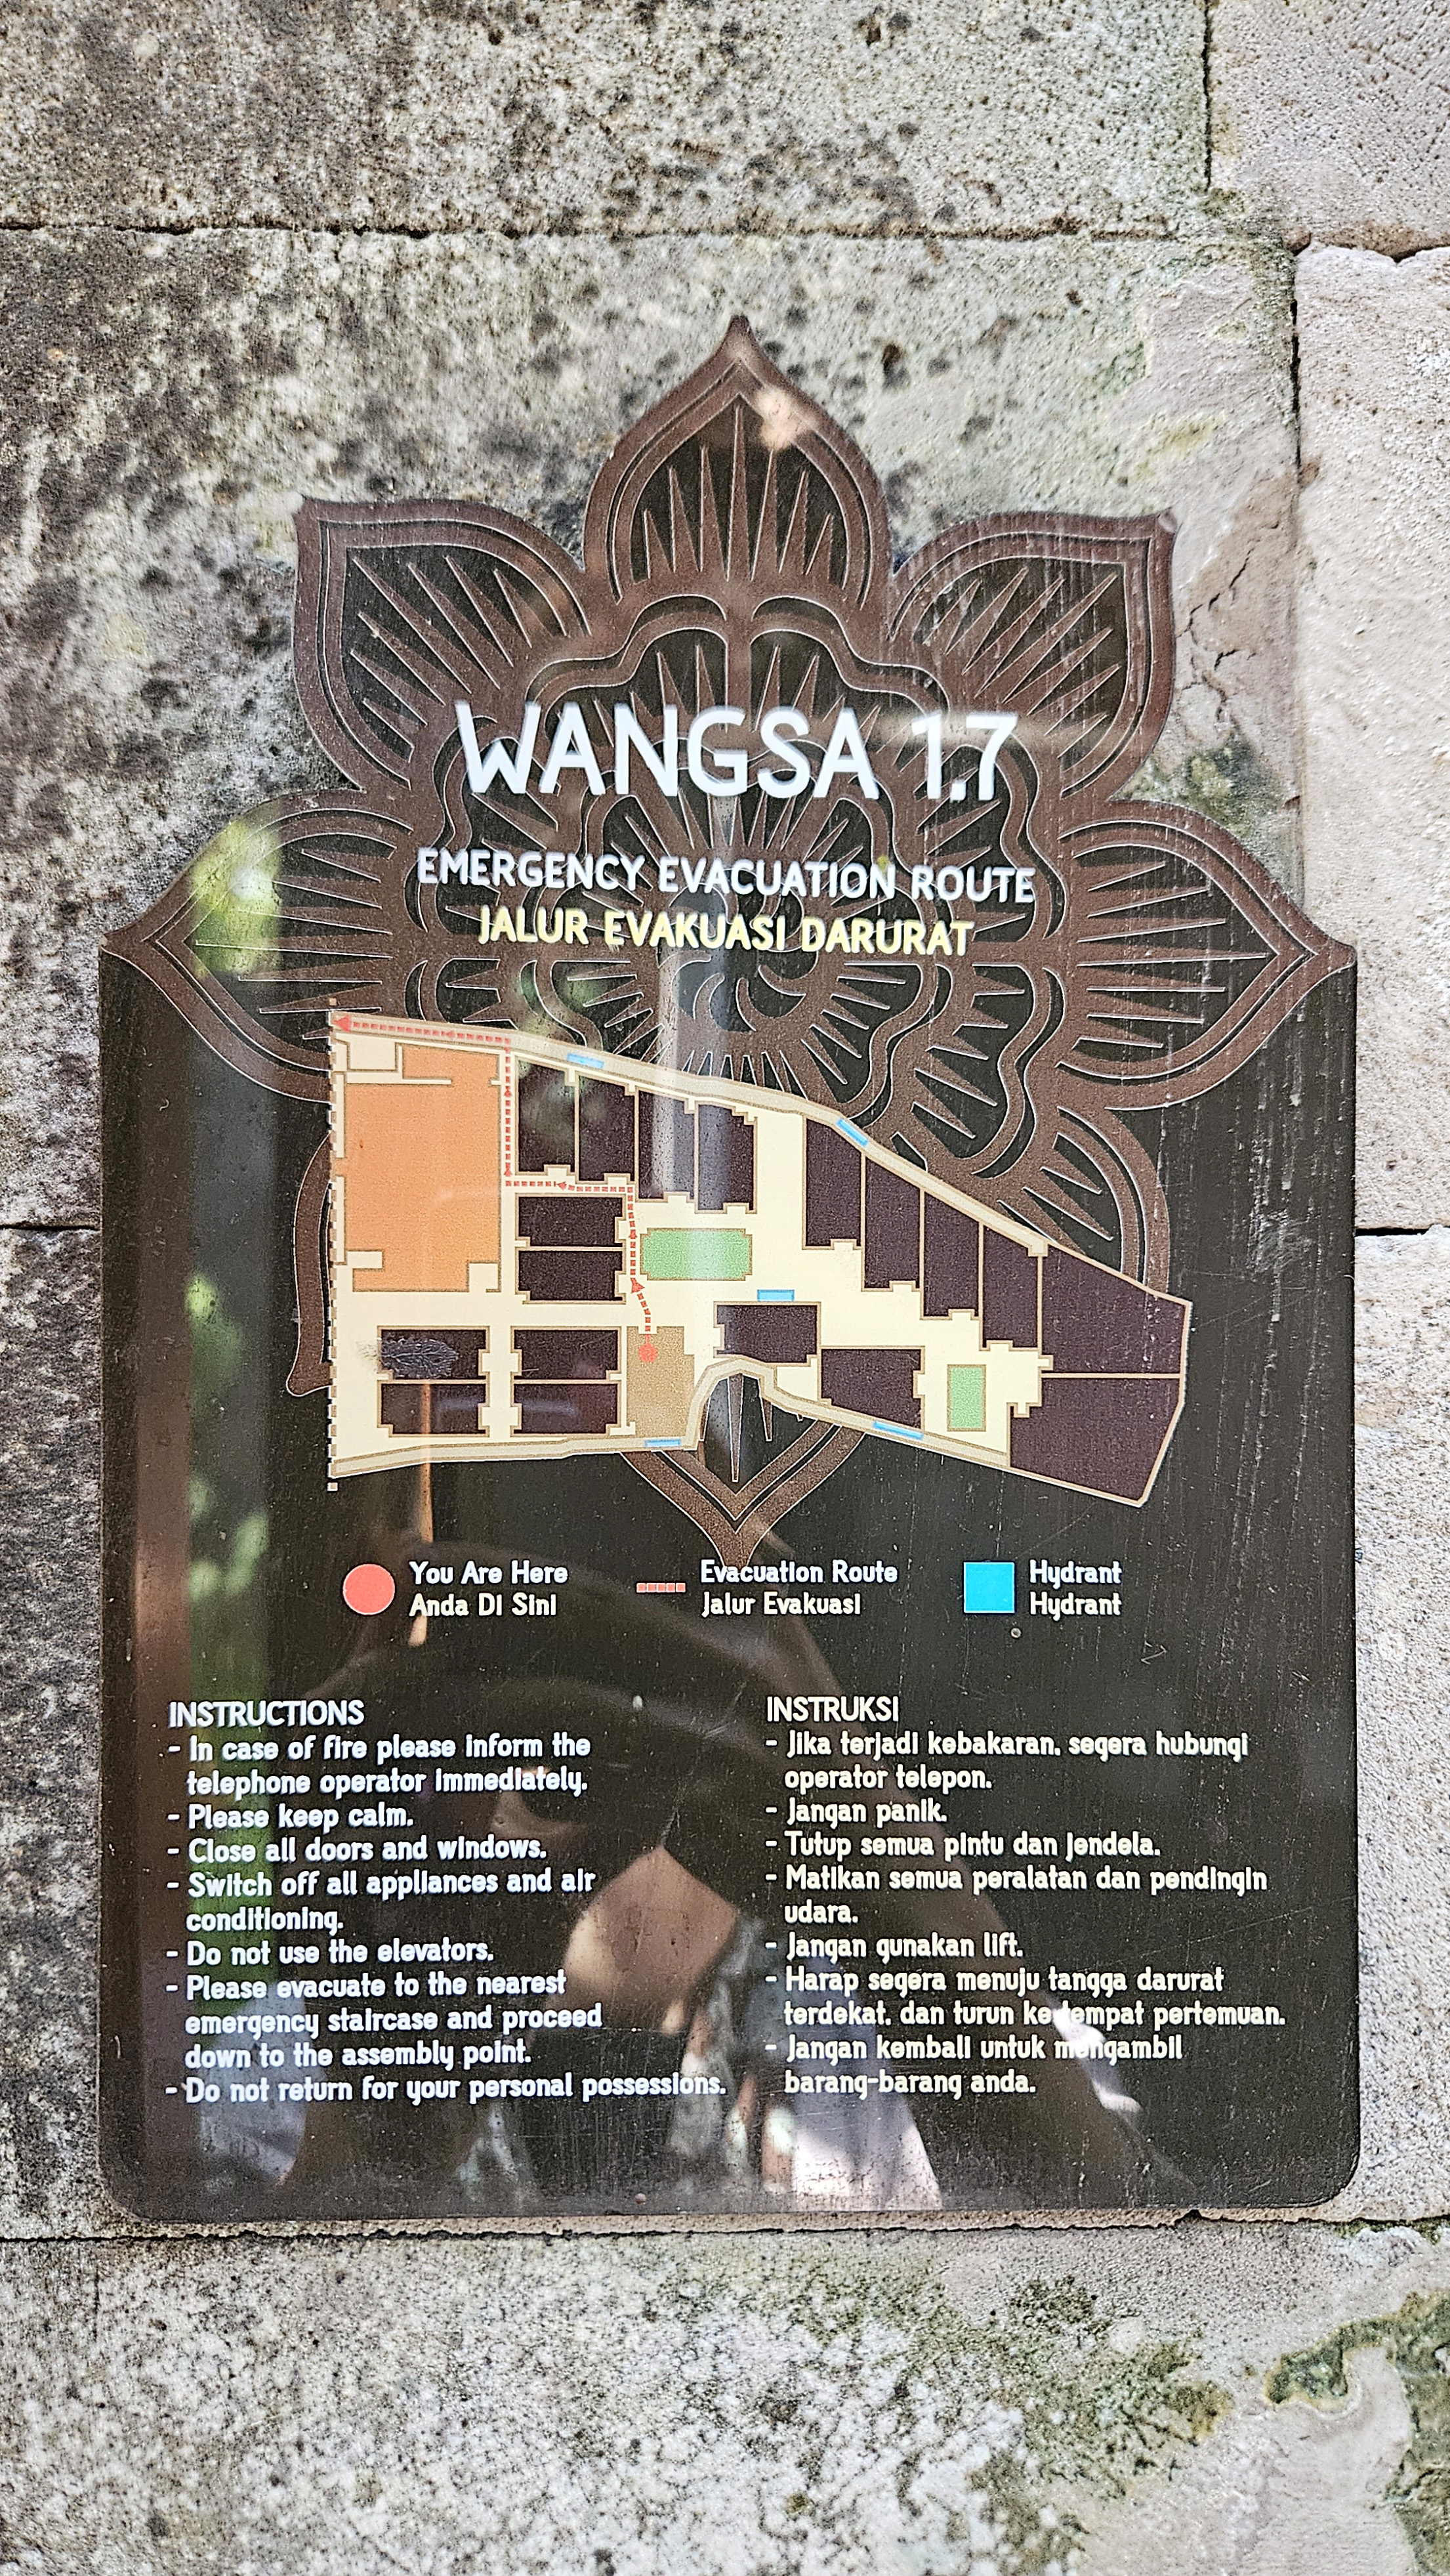 WANGSA 1.7
EMERGENCY EVACUATION ROUTE
JALUR EVAKUASI DARURAT
You Are Here
Anda Di Sini
Evacuation Route
Jalur Evakuasi
Hydrant
Hydrant
INSTRUCTIONS
- In case of fire please inform the
telephone operator immediately.
- Please keep calm.
- Close all doors and windows.
- Switch off all appliances and air
conditioning.
- Do not use the elevators.
- Please evacuate to the nearest
emergency staircase and proceed
down to the assembly point.
- Do not return for your personal possessions.
INSTRUKSI
- Jika terjadi kebakaran, segera hubungi
operator telepon.
- Jangan panik.
- Tutup semua pintu dan jendela.
- Matikan semua peralatan dan pendingin
udara.
- Jangan gunakan lift.
- Harap segera menuju tangga darurat
terdekat, dan turun ke tempat pertemuan.
- Jangan kembali untuk mengambil
barang-barang anda.